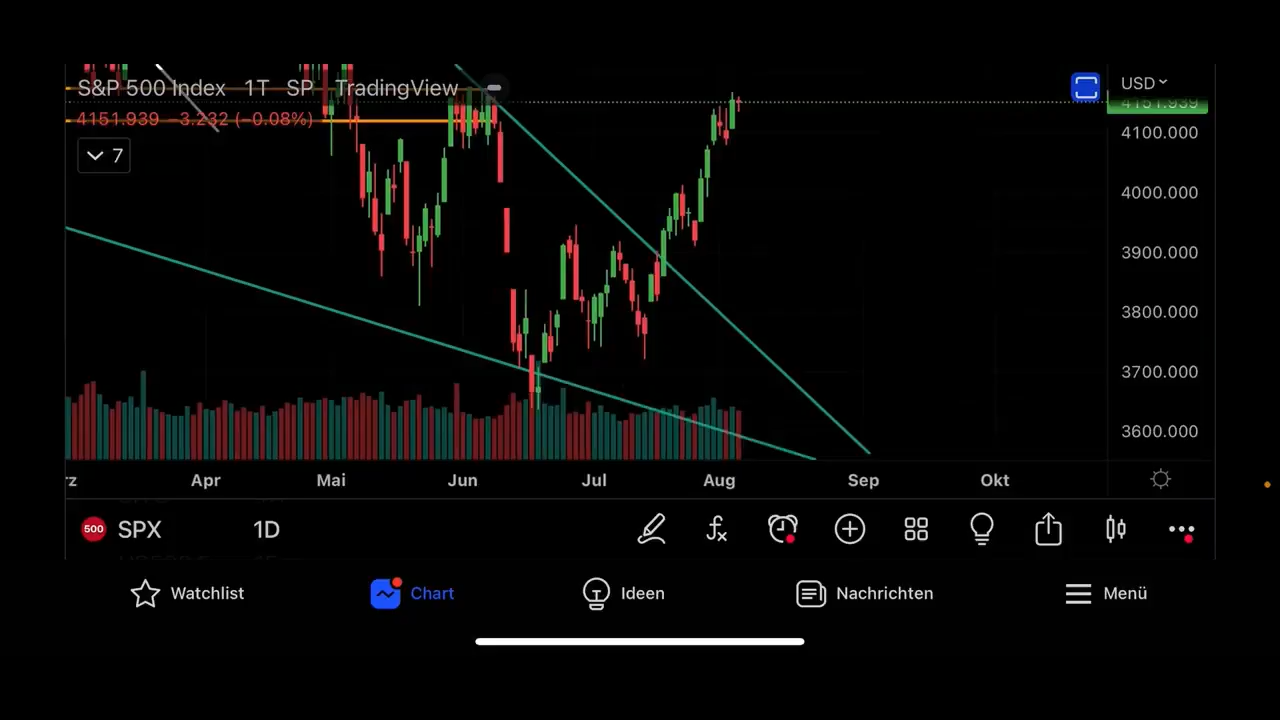 S&P 500 Index 1T SP TradingView
USD
4151.939 −3.232 (−0.08%)
4151.939
7
4100.000
4000.000
3900.000
3800.000
3700.000
3600.000
rz Apr Mai Jun Jul Aug Sep Okt
500 SPX 1D
Watchlist Chart Ideen Nachrichten Menü